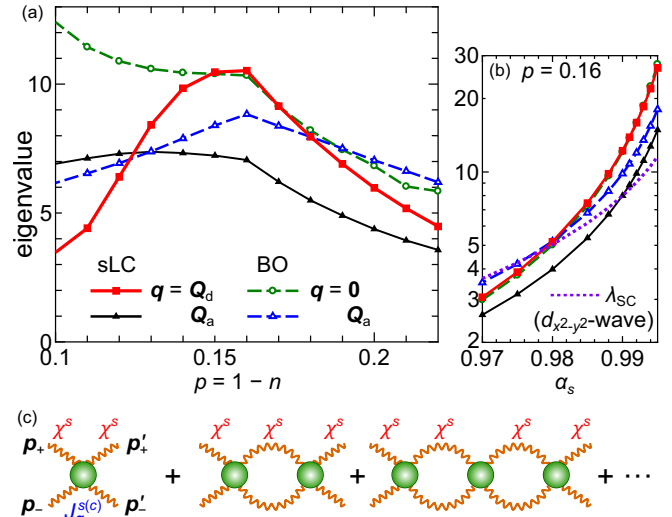 (a)
eigenvalue
10
5
0
0.1
0.15
0.2
p = 1 − n
sLC
BO
q = Q_d
q = 0
Q_a
Q_a
(b) p = 0.16
30
20
10
5
4
3
2
0.97
0.98
0.99
α_s
λ_SC
(d_{x²-y²}-wave)
(c)
χ^s χ^s χ^s χ^s χ^s χ^s χ^s χ^s χ^s
p₊ p′₊
+ + + ⋯
p₋ p′₋
s(c)